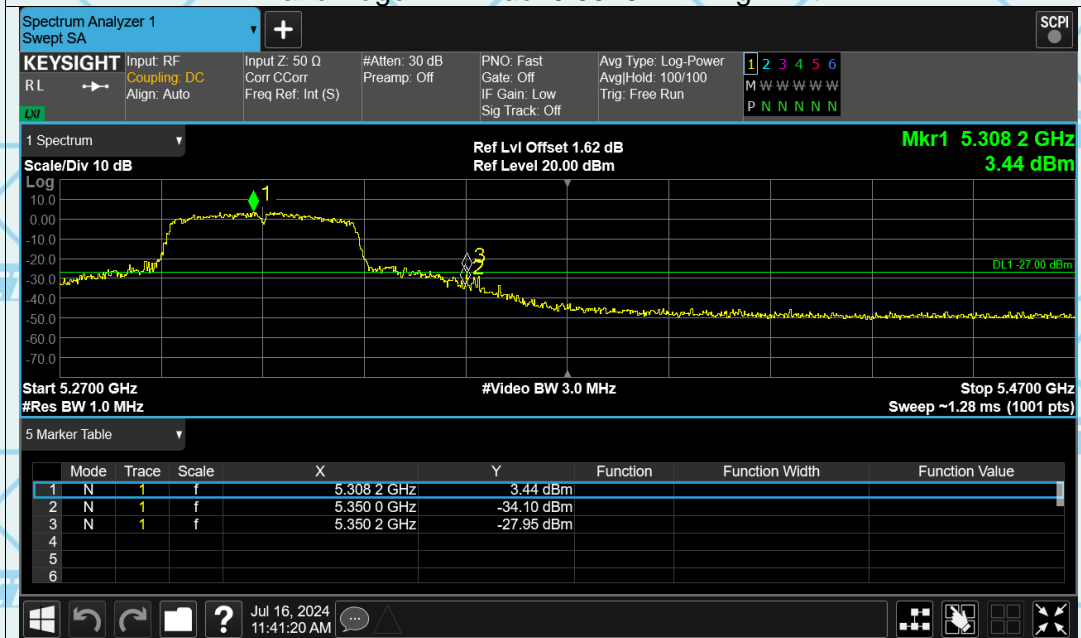 Spectrum Analyzer 1
Swept SA
+
SCPI
KEYSIGHT
R L
LXI
Input: RF
Coupling: DC
Align: Auto
Input Z: 50 Ω
Corr CCorr
Freq Ref: Int (S)
#Atten: 30 dB
Preamp: Off
PNO: Fast
Gate: Off
IF Gain: Low
Sig Track: Off
Avg Type: Log-Power
Avg|Hold: 100/100
Trig: Free Run
1 2 3 4 5 6
M W W W W W
P N N N N N
1 Spectrum
Scale/Div 10 dB
Ref Lvl Offset 1.62 dB
Ref Level 20.00 dBm
Mkr1 5.308 2 GHz
3.44 dBm
Log
10.0
0.00
-10.0
-20.0
-30.0
-40.0
-50.0
-60.0
-70.0
1
3
2
DL1 -27.00 dBm
Start 5.2700 GHz
#Res BW 1.0 MHz
#Video BW 3.0 MHz
Stop 5.4700 GHz
Sweep ~1.28 ms (1001 pts)
5 Marker Table
Mode Trace Scale X Y Function Function Width Function Value
1 N 1 f 5.308 2 GHz 3.44 dBm
2 N 1 f 5.350 0 GHz -34.10 dBm
3 N 1 f 5.350 2 GHz -27.95 dBm
4
5
6
?
Jul 16, 2024
11:41:20 AM